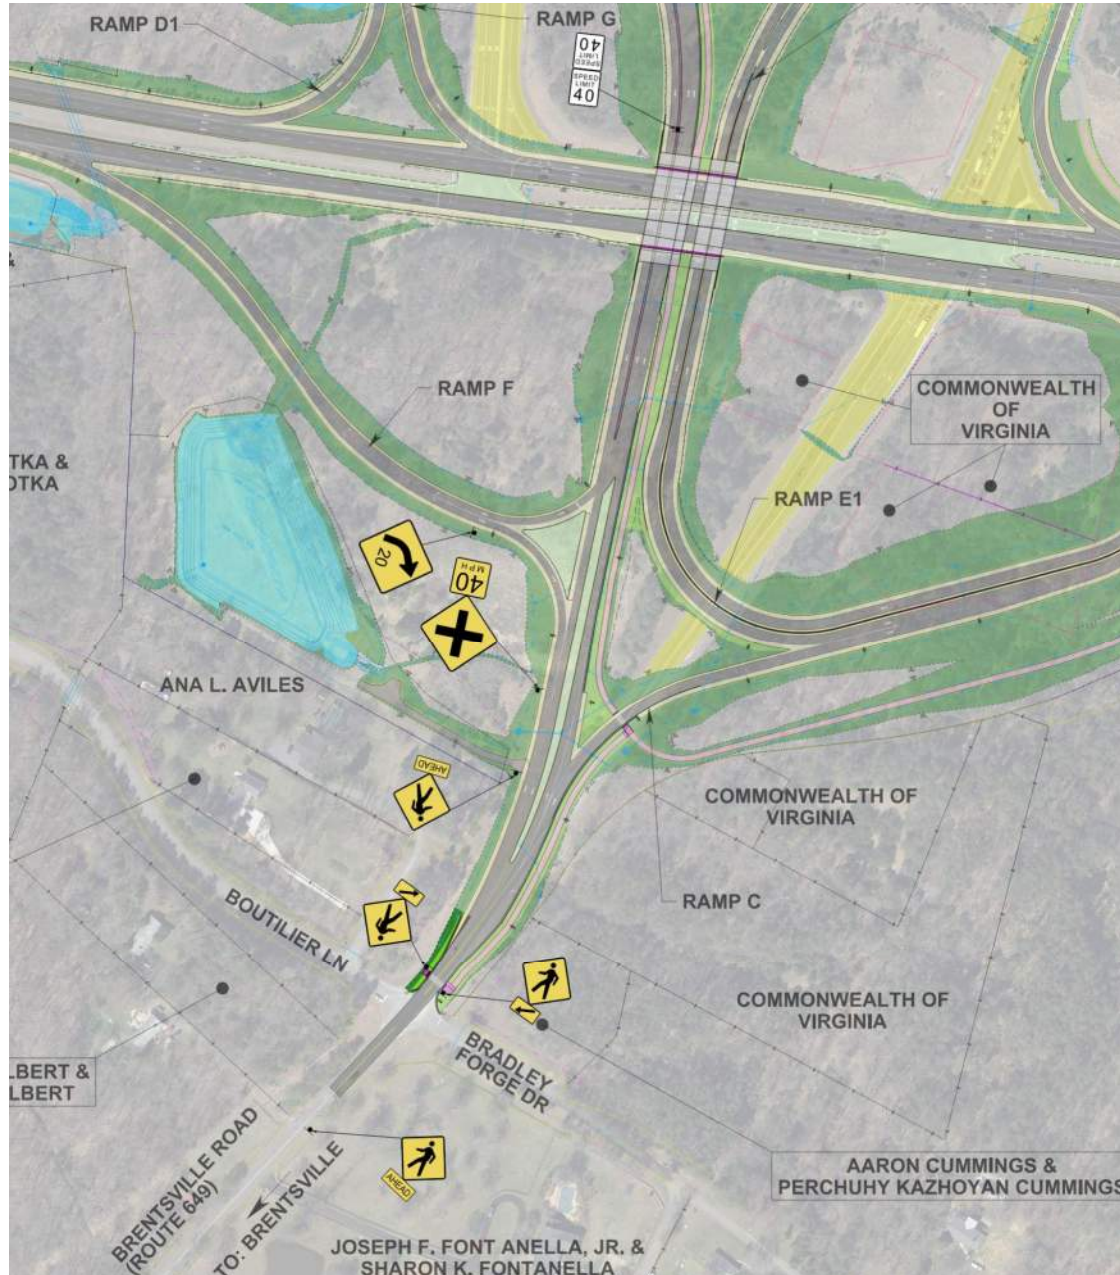 RAMP D1
RAMP G
SPEED
LIMIT
40
SPEED
LIMIT
40
RAMP F
COMMONWEALTH
OF
VIRGINIA
TKA &
OTKA
RAMP E1
20
40
MPH
ANA L. AVILES
AHEAD
COMMONWEALTH OF
VIRGINIA
RAMP C
BOUTILIER LN
COMMONWEALTH OF
VIRGINIA
BRADLEY
FORGE DR
LBERT &
LBERT
BRENTSVILLE ROAD
(ROUTE 649)
TO: BRENTSVILLE
AHEAD
AARON CUMMINGS &
PERCHUHY KAZHOYAN CUMMINGS
JOSEPH F. FONT ANELLA, JR. &
SHARON K. FONTANELLA